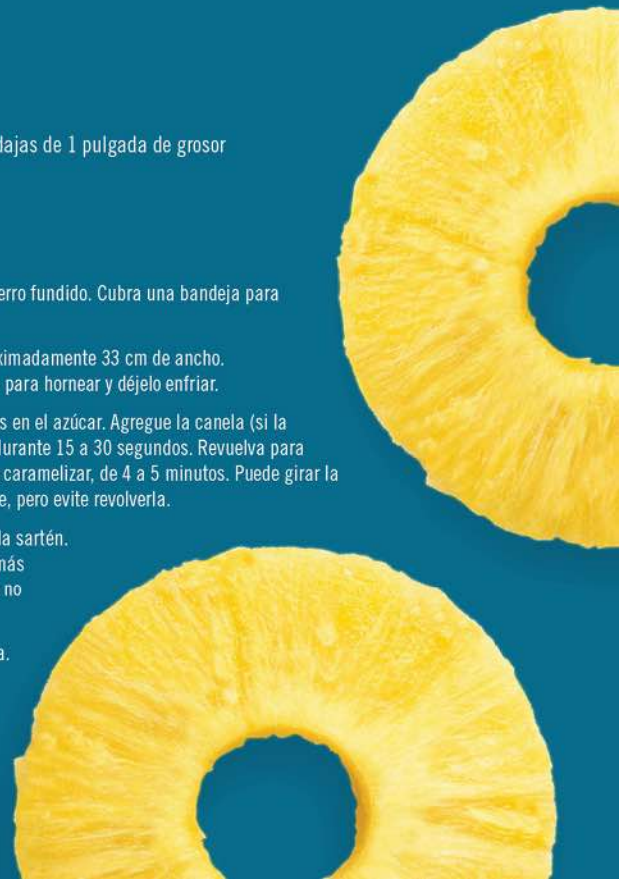 dajas de 1 pulgada de grosor
erro fundido. Cubra una bandeja para
ximadamente 33 cm de ancho.
para hornear y déjelo enfriar.
s en el azúcar. Agregue la canela (si la
durante 15 a 30 segundos. Revuelva para
caramelizar, de 4 a 5 minutos. Puede girar la
e, pero evite revolverla.
la sartén.
más
no
a.